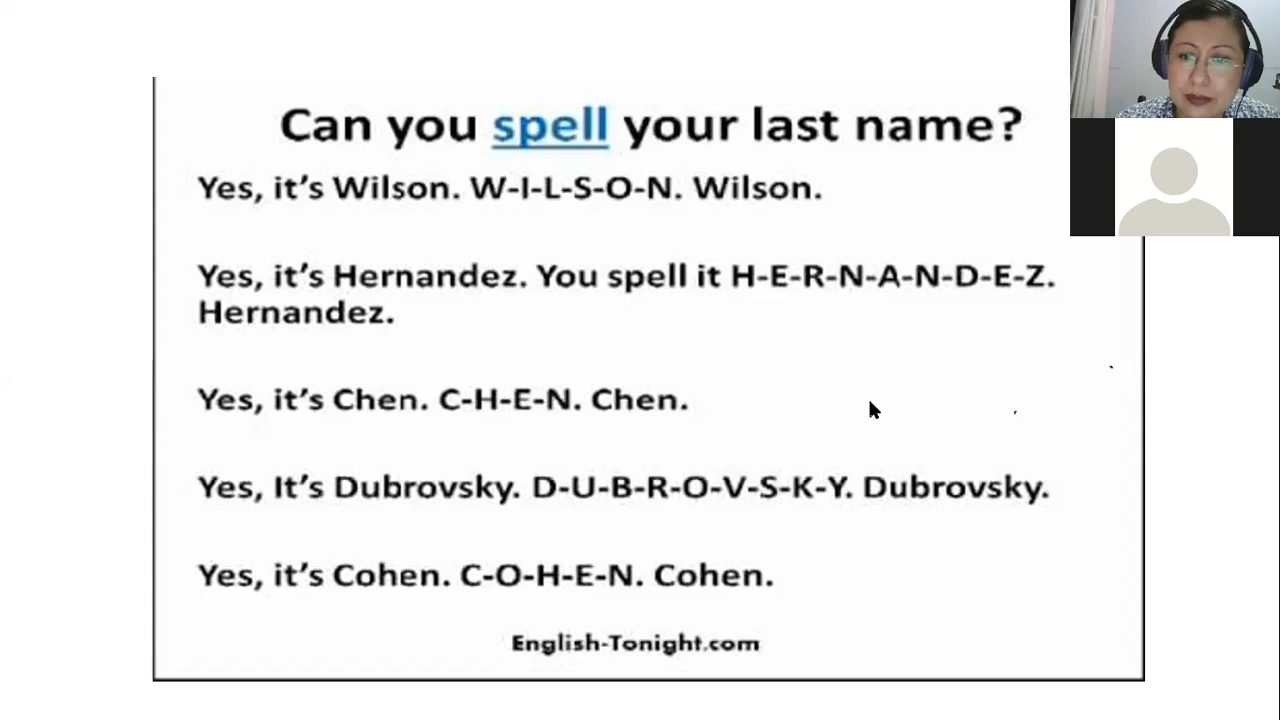 Can you spell your last name?
Yes, it's Wilson. W-I-L-S-O-N. Wilson.
Yes, it's Hernandez. You spell it H-E-R-N-A-N-D-E-Z.
Hernandez.
Yes, it's Chen. C-H-E-N. Chen.
Yes, It's Dubrovsky. D-U-B-R-O-V-S-K-Y. Dubrovsky.
Yes, it's Cohen. C-O-H-E-N. Cohen.
English-Tonight.com